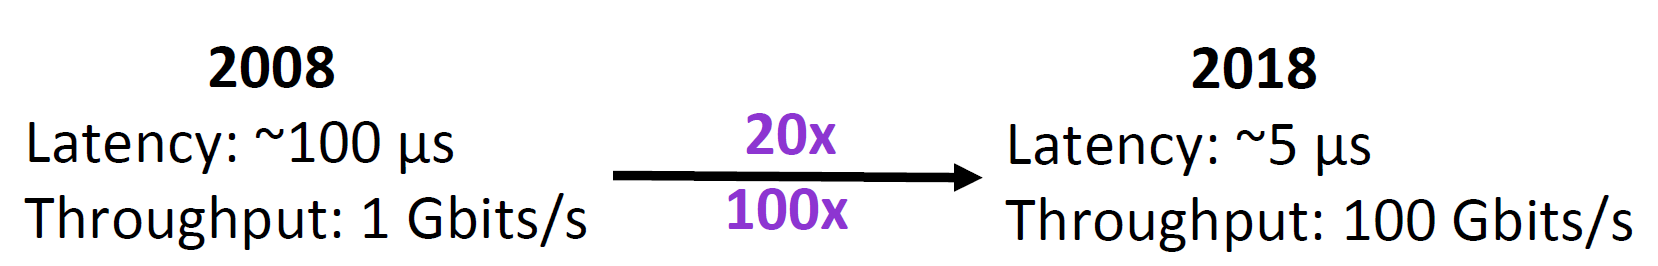 2008
Latency: ~100 µs
Throughput: 1 Gbits/s
20x
100x
2018
Latency: ~5 µs
Throughput: 100 Gbits/s